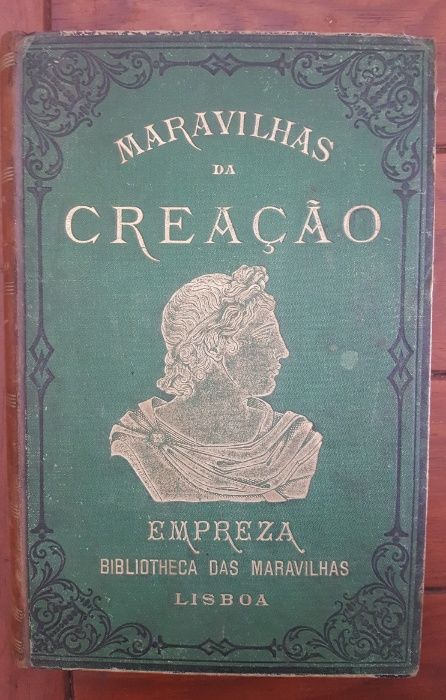 MARAVILHAS
DA
CREAÇÃO
EMPREZA
BIBLIOTHECA DAS MARAVILHAS
LISBOA